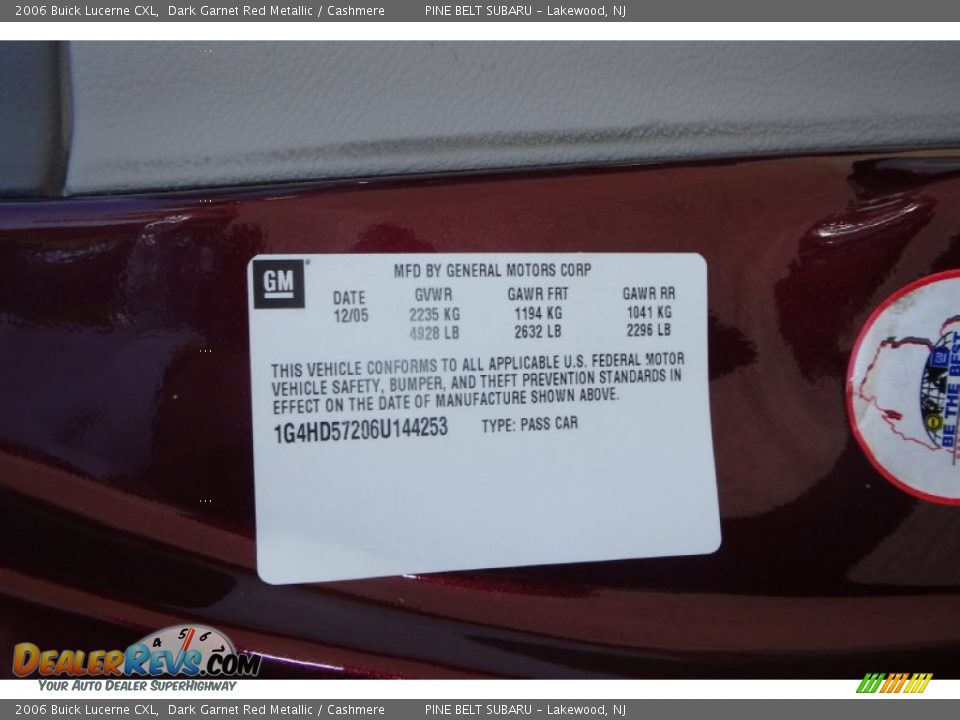 2006 Buick Lucerne CXL,  Dark Garnet Red Metallic / Cashmere          PINE BELT SUBARU - Lakewood, NJ
GM
MFD BY GENERAL MOTORS CORP
DATE GVWR GAWR FRT GAWR RR
12/05 2235 KG 1194 KG 1041 KG
4928 LB 2632 LB 2296 LB
THIS VEHICLE CONFORMS TO ALL APPLICABLE U.S. FEDERAL MOTOR
VEHICLE SAFETY, BUMPER, AND THEFT PREVENTION STANDARDS IN
EFFECT ON THE DATE OF MANUFACTURE SHOWN ABOVE.
1G4HD57206U144253 TYPE: PASS CAR
GM
BE THE BEST
4 5 6
DEALERREVS.COM
YOUR AUTO DEALER SUPERHIGHWAY
2006 Buick Lucerne CXL,  Dark Garnet Red Metallic / Cashmere          PINE BELT SUBARU - Lakewood, NJ